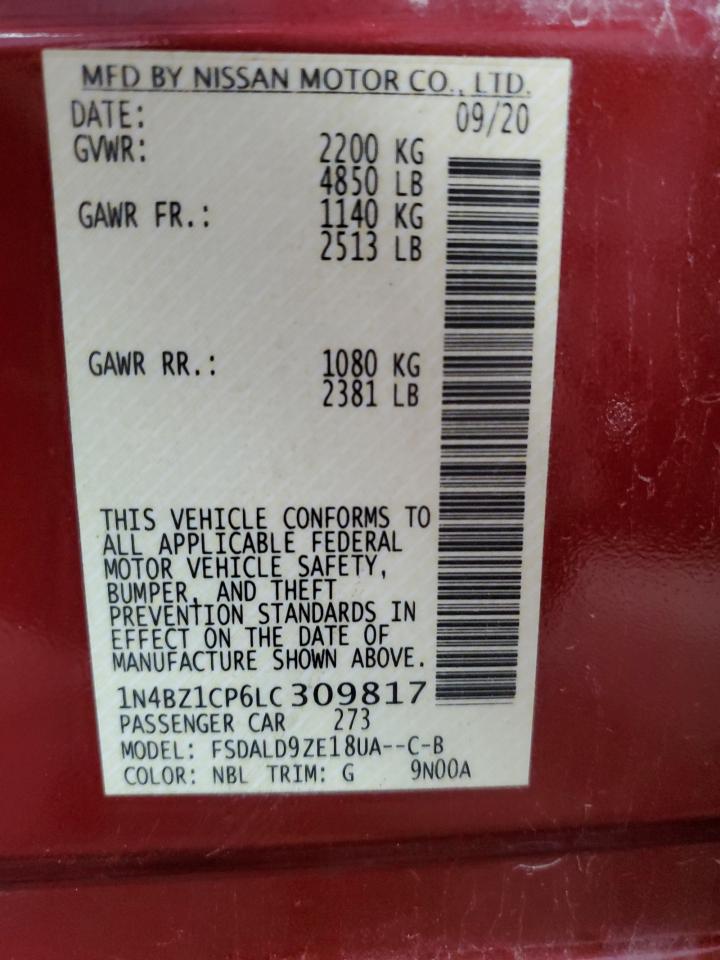 MFD BY NISSAN MOTOR CO., LTD.
DATE: 09/20
GVWR: 2200 KG
4850 LB
GAWR FR.: 1140 KG
2513 LB
GAWR RR.: 1080 KG
2381 LB
THIS VEHICLE CONFORMS TO
ALL APPLICABLE FEDERAL
MOTOR VEHICLE SAFETY,
BUMPER, AND THEFT
PREVENTION STANDARDS IN
EFFECT ON THE DATE OF
MANUFACTURE SHOWN ABOVE.
1N4BZ1CP6LC309817
PASSENGER CAR 273
MODEL: FSDALD9ZE18UA--C-B
COLOR: NBL TRIM: G 9N00A